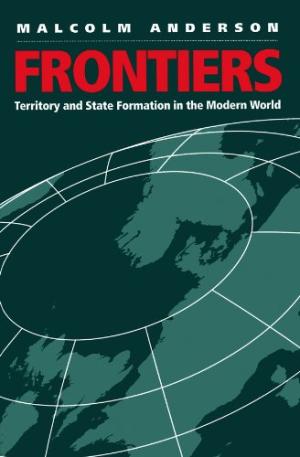 MALCOLM ANDERSON
FRONTIERS
Territory and State Formation in the Modern World